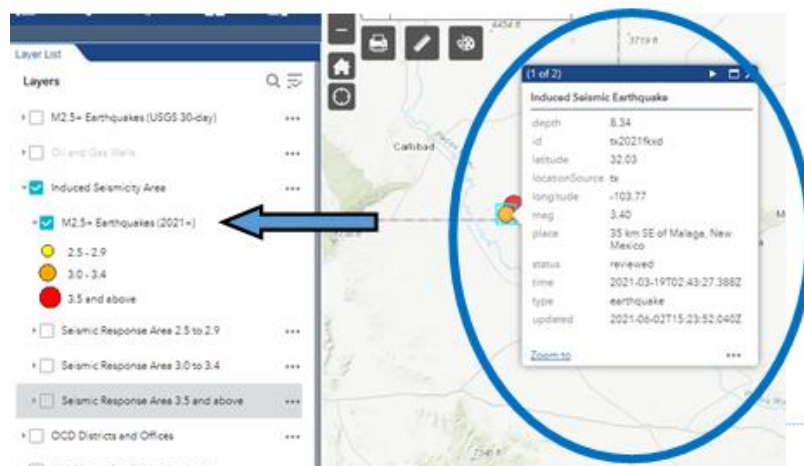 Layer List
Layers
M2.5+ Earthquakes (USGS 30-day)
Oil and Gas Wells
Induced Seismicity Area
M2.5+ Earthquakes (2021+)
2.5 - 2.9
3.0 - 3.4
3.5 and above
Seismic Response Area 2.5 to 2.9
Seismic Response Area 3.0 to 3.4
Seismic Response Area 3.5 and above
OCD Districts and Offices
Carlsbad
(1 of 2)
Induced Seismic Earthquake
depth 8.34
id tx2021fkxd
latitude 32.03
locationSource tx
longitude -103.77
mag 3.40
place 35 km SE of Malaga, New
Mexico
status reviewed
time 2021-03-19T02:43:27.388Z
type earthquake
updated 2021-06-02T15:23:52.040Z
Zoom to